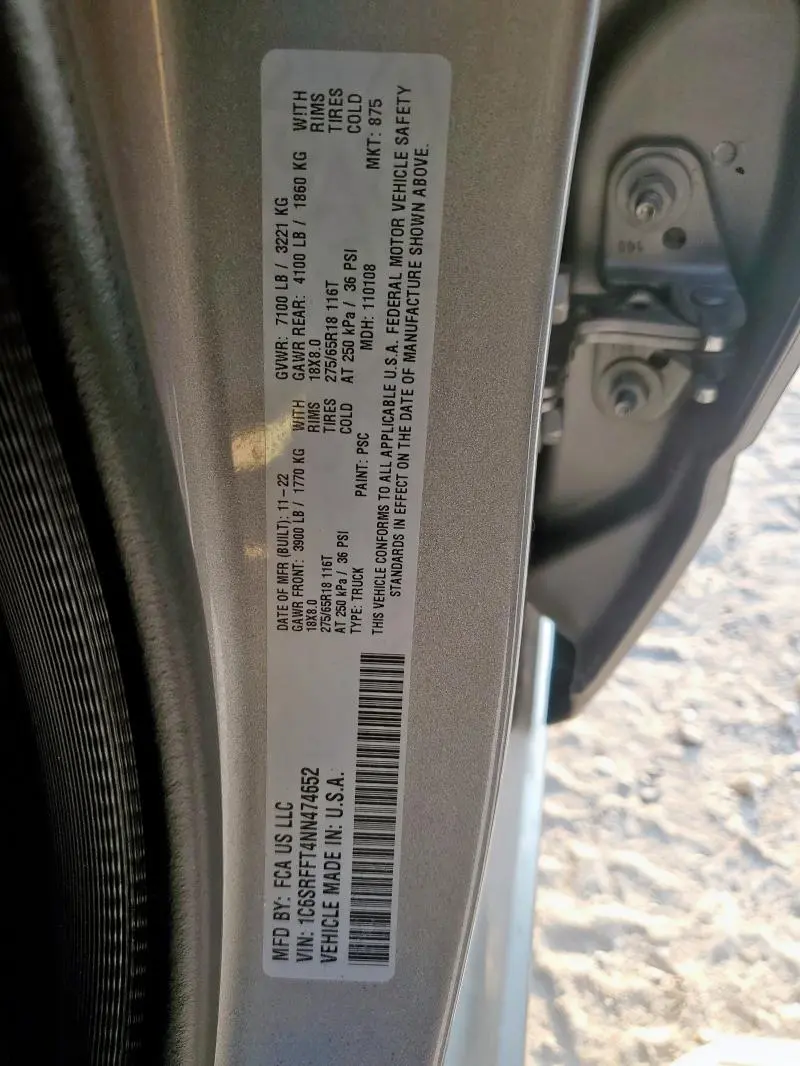 MFD BY: FCA US LLC
VIN: 1C6SRFFT4NN474652
VEHICLE MADE IN: U.S.A.
DATE OF MFR (BUILT): 11-22
GAWR FRONT: 3900 LB / 1770 KG WITH
18X8.0 RIMS
275/65R18 116T TIRES
AT 250 kPa / 36 PSI COLD
TYPE: TRUCK PAINT: PSC
GVWR: 7100 LB / 3221 KG
GAWR REAR: 4100 LB / 1860 KG WITH
18X8.0 RIMS
275/65R18 116T TIRES
AT 250 kPa / 36 PSI COLD
MDH: 110108 MKT: 875
THIS VEHICLE CONFORMS TO ALL APPLICABLE U.S.A. FEDERAL MOTOR VEHICLE SAFETY
STANDARDS IN EFFECT ON THE DATE OF MANUFACTURE SHOWN ABOVE.